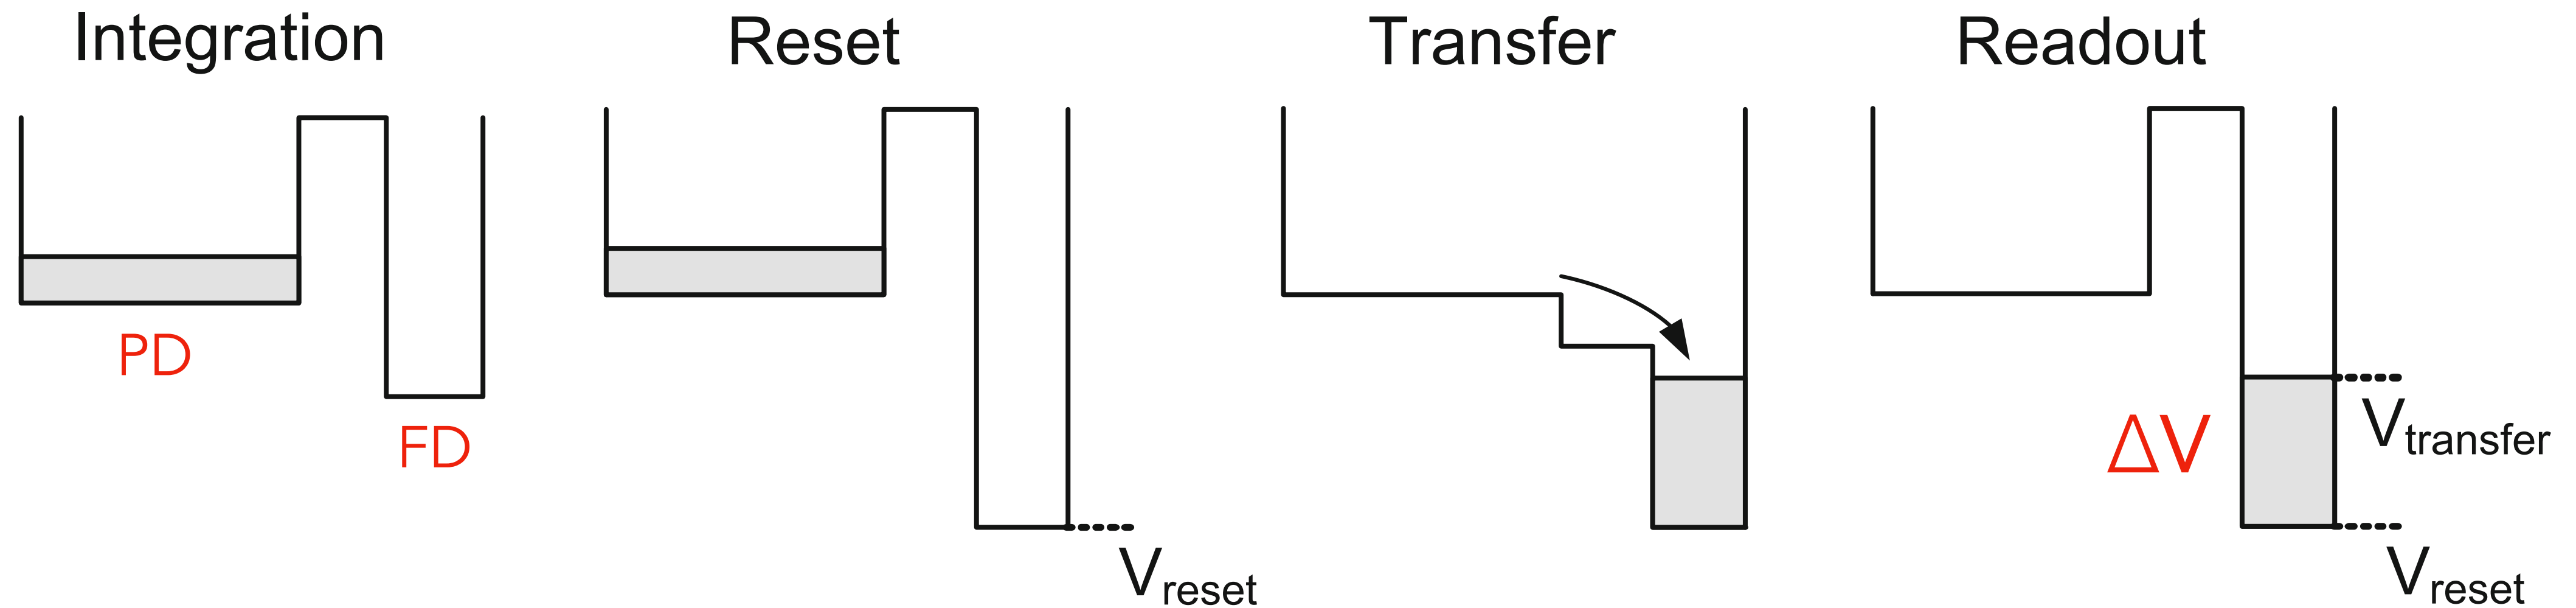 Integration
Reset
Transfer
Readout
PD
FD
Vreset
ΔV
Vtransfer
Vreset